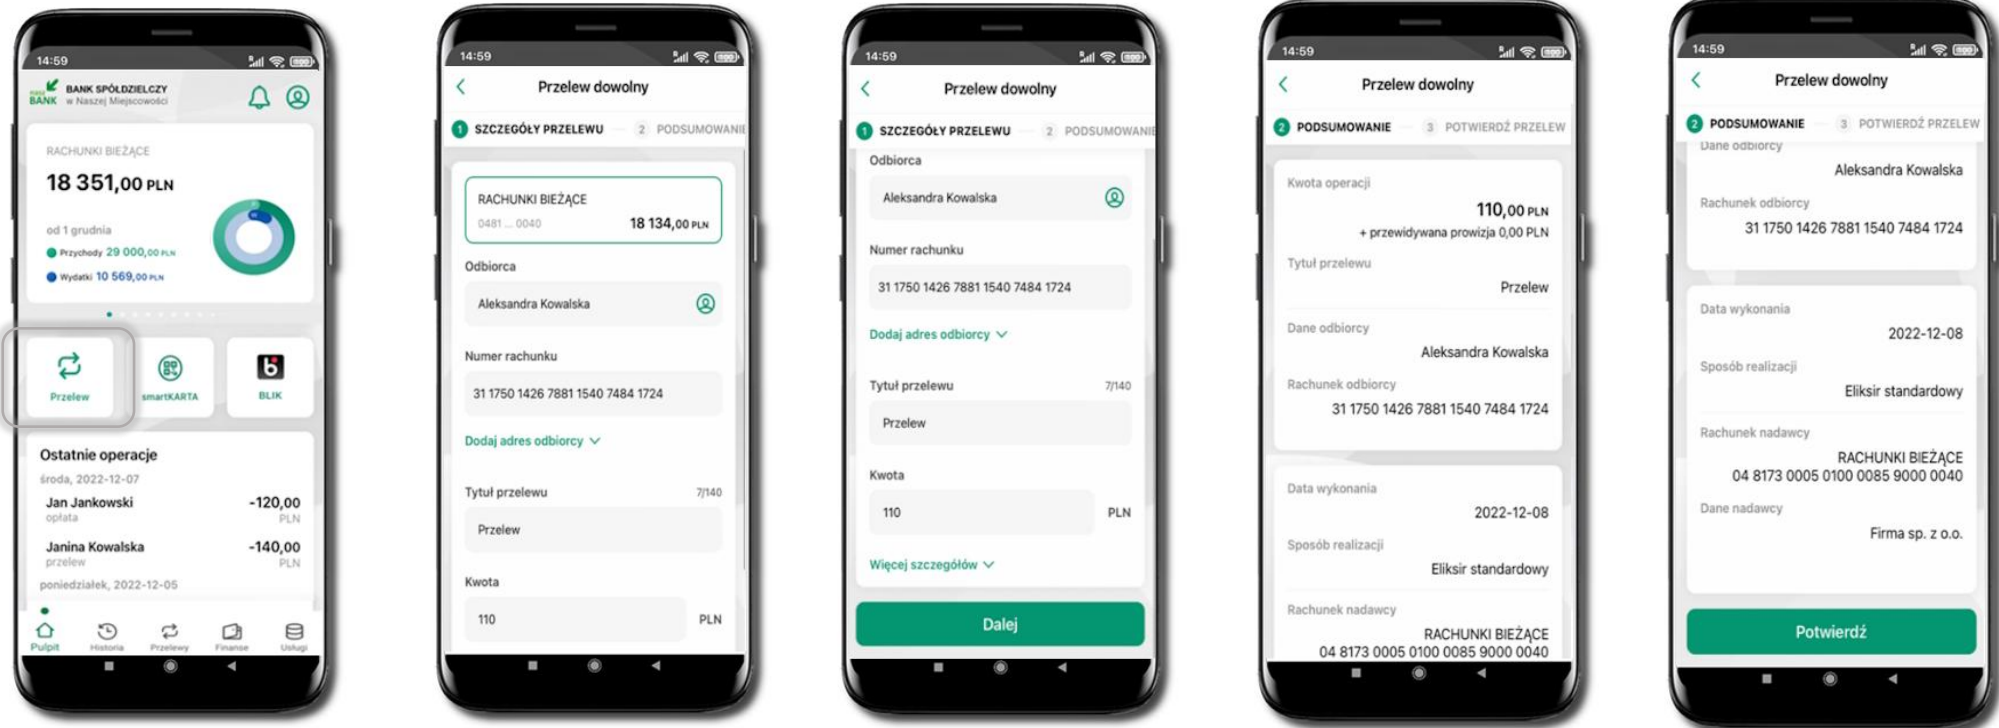 14:59
NASZ BANK
BANK SPÓŁDZIELCZY
w Naszej Miejscowości
RACHUNKI BIEŻĄCE
18 351,00 PLN
od 1 grudnia
Przychody 29 000,00 PLN
Wydatki 10 569,00 PLN
Przelew
smartKARTA
BLIK
Ostatnie operacje
środa, 2022-12-07
Jan Jankowski -120,00
opłata PLN
Janina Kowalska -140,00
przelew PLN
poniedziałek, 2022-12-05
Pulpit Historia Przelewy Finanse Usługi
14:59
Przelew dowolny
1 SZCZEGÓŁY PRZELEWU 2 PODSUMOWANIE
RACHUNKI BIEŻĄCE
0481 ... 0040 18 134,00 PLN
Odbiorca
Aleksandra Kowalska
Numer rachunku
31 1750 1426 7881 1540 7484 1724
Dodaj adres odbiorcy
Tytuł przelewu 7/140
Przelew
Kwota
110 PLN
14:59
Przelew dowolny
1 SZCZEGÓŁY PRZELEWU 2 PODSUMOWANIE
Odbiorca
Aleksandra Kowalska
Numer rachunku
31 1750 1426 7881 1540 7484 1724
Dodaj adres odbiorcy
Tytuł przelewu 7/140
Przelew
Kwota
110 PLN
Więcej szczegółów
Dalej
14:59
Przelew dowolny
2 PODSUMOWANIE 3 POTWIERDŹ PRZELEW
Kwota operacji
110,00 PLN
+ przewidywana prowizja 0,00 PLN
Tytuł przelewu
Przelew
Dane odbiorcy
Aleksandra Kowalska
Rachunek odbiorcy
31 1750 1426 7881 1540 7484 1724
Data wykonania
2022-12-08
Sposób realizacji
Eliksir standardowy
Rachunek nadawcy
RACHUNKI BIEŻĄCE
04 8173 0005 0100 0085 9000 0040
14:59
Przelew dowolny
2 PODSUMOWANIE 3 POTWIERDŹ PRZELEW
Dane odbiorcy
Aleksandra Kowalska
Rachunek odbiorcy
31 1750 1426 7881 1540 7484 1724
Data wykonania
2022-12-08
Sposób realizacji
Eliksir standardowy
Rachunek nadawcy
RACHUNKI BIEŻĄCE
04 8173 0005 0100 0085 9000 0040
Dane nadawcy
Firma sp. z o.o.
Potwierdź